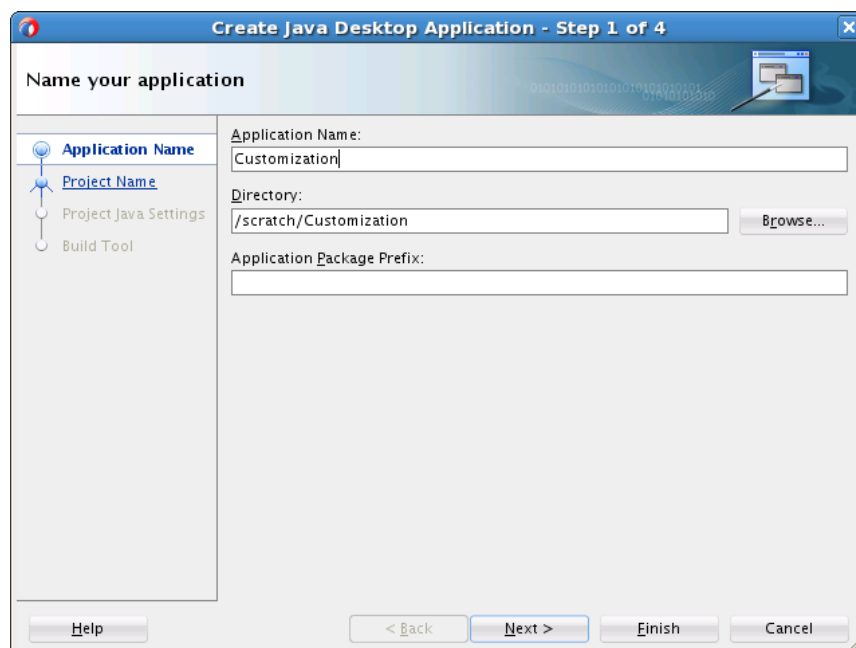 Create Java Desktop Application - Step 1 of 4
Name your application
Application Name
Project Name
Project Java Settings
Build Tool
Application Name:
Customization
Directory:
/scratch/Customization
Browse...
Application Package Prefix:
Help
< Back
Next >
Finish
Cancel